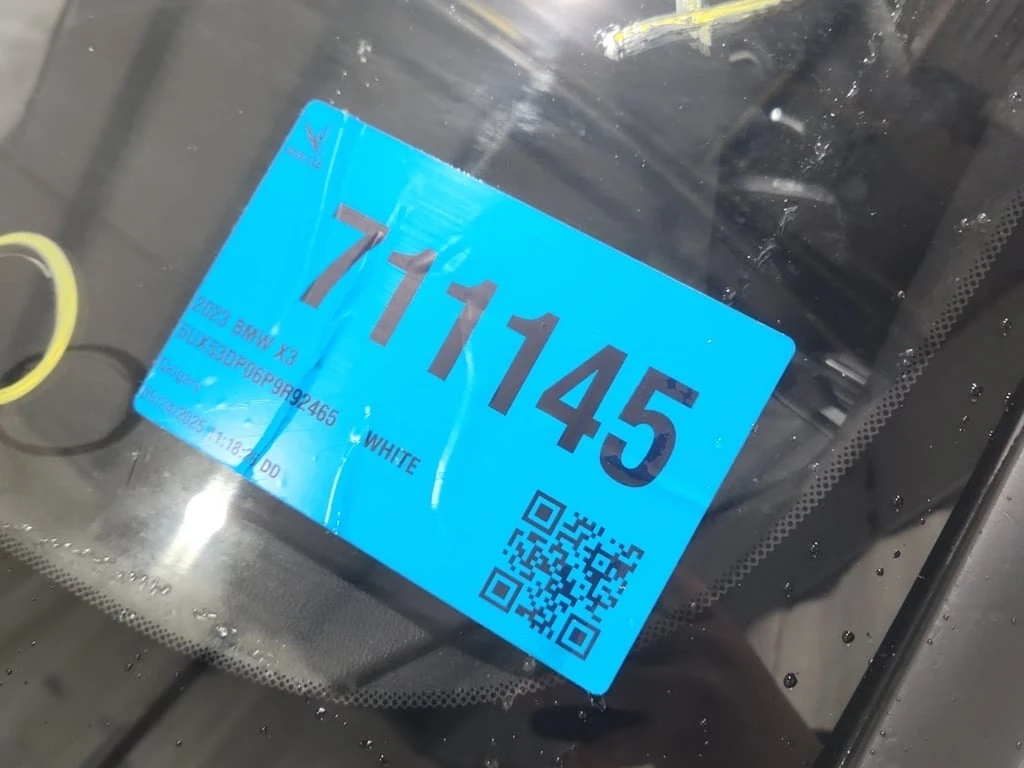 711145
2023 BMW X3
5UX53DP06P9R92465
WHITE
Calgary